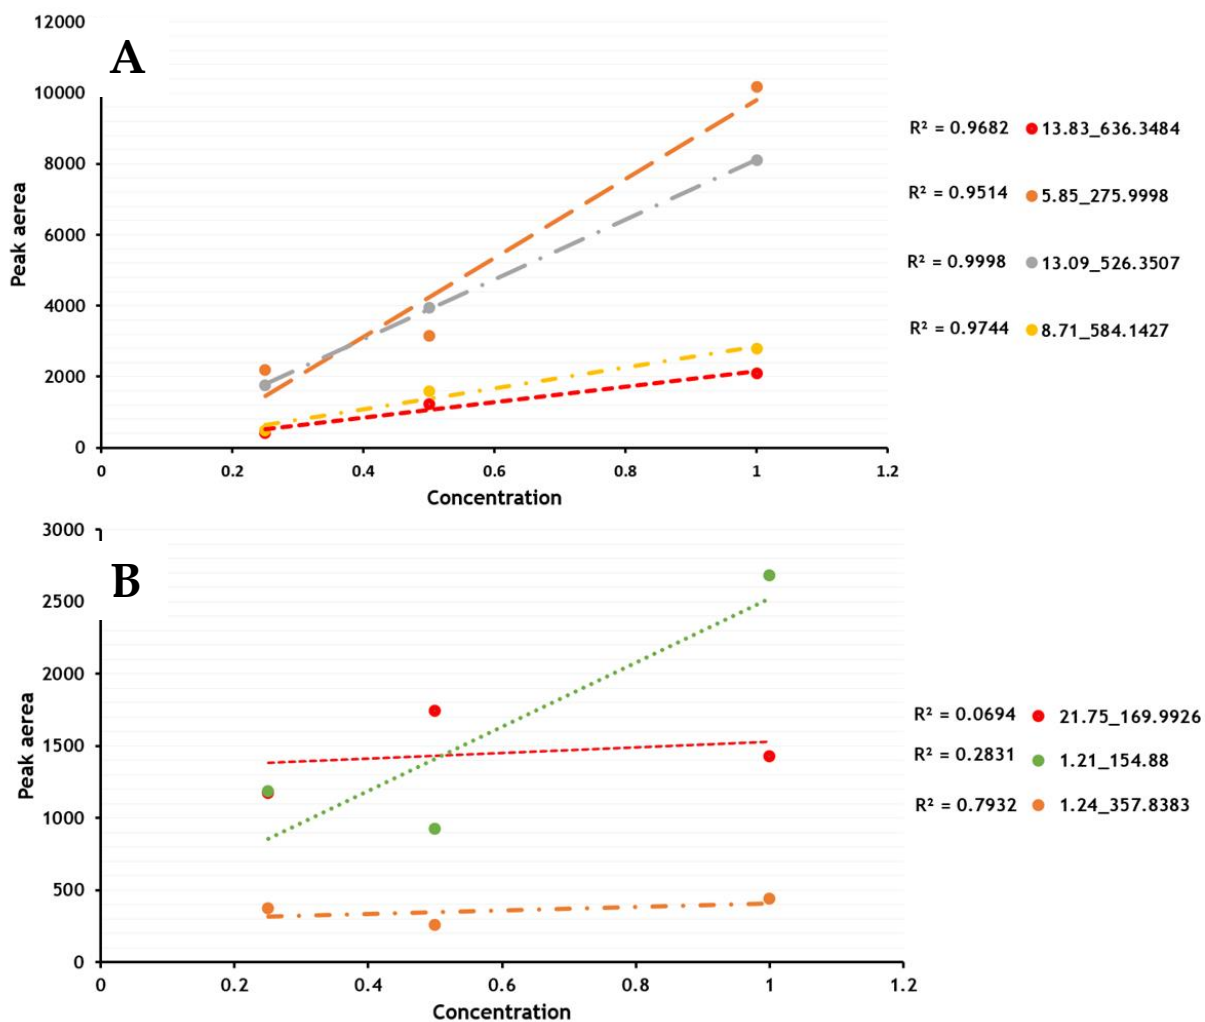 12000
A
10000
8000
6000
4000
2000
0
Peak aerea
0 0.2 0.4 0.6 0.8 1 1.2
Concentration
R² = 0.9682 13.83_636.3484
R² = 0.9514 5.85_275.9998
R² = 0.9998 13.09_526.3507
R² = 0.9744 8.71_584.1427
3000
B
2500
2000
1500
1000
500
0
Peak aerea
0 0.2 0.4 0.6 0.8 1 1.2
Concentration
R² = 0.0694 21.75_169.9926
R² = 0.2831 1.21_154.88
R² = 0.7932 1.24_357.8383